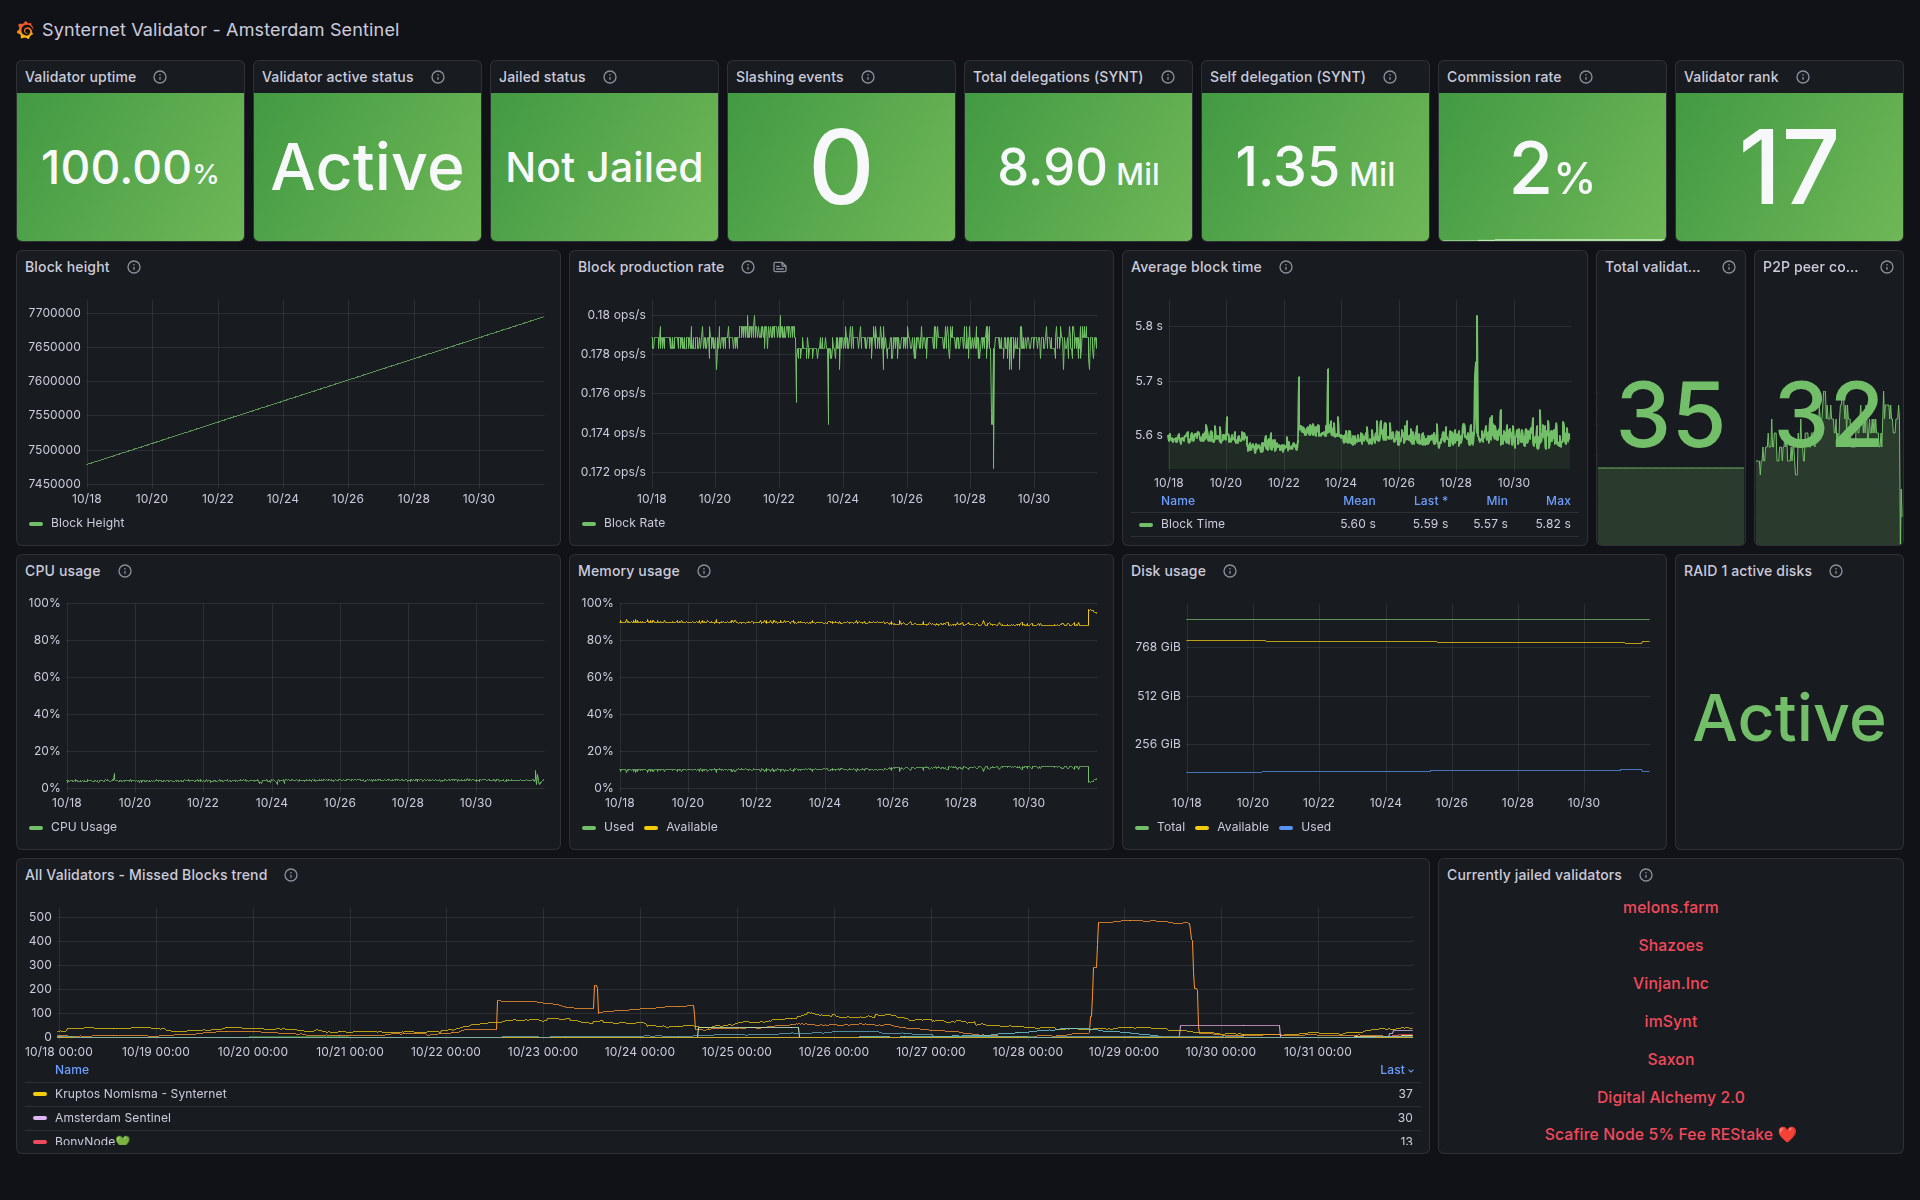 Synternet Validator - Amsterdam Sentinel
Validator uptime
Validator active status
Jailed status
Slashing events
Total delegations (SYNT)
Self delegation (SYNT)
Commission rate
Validator rank
100.00%
Active
Not Jailed
0
8.90 Mil
1.35 Mil
2%
17
Block height
7700000
7650000
7600000
7550000
7500000
7450000
10/18 10/20 10/22 10/24 10/26 10/28 10/30
Block Height
Block production rate
0.18 ops/s
0.178 ops/s
0.176 ops/s
0.174 ops/s
0.172 ops/s
10/18 10/20 10/22 10/24 10/26 10/28 10/30
Block Rate
Average block time
5.8 s
5.7 s
5.6 s
10/18 10/20 10/22 10/24 10/26 10/28 10/30
Name Mean Last * Min Max
Block Time 5.60 s 5.59 s 5.57 s 5.82 s
Total validat...
35
P2P peer co...
32
CPU usage
100%
80%
60%
40%
20%
0%
10/18 10/20 10/22 10/24 10/26 10/28 10/30
CPU Usage
Memory usage
100%
80%
60%
40%
20%
0%
10/18 10/20 10/22 10/24 10/26 10/28 10/30
Used Available
Disk usage
768 GiB
512 GiB
256 GiB
10/18 10/20 10/22 10/24 10/26 10/28 10/30
Total Available Used
RAID 1 active disks
Active
All Validators - Missed Blocks trend
500
400
300
200
100
0
10/18 00:00 10/19 00:00 10/20 00:00 10/21 00:00 10/22 00:00 10/23 00:00 10/24 00:00 10/25 00:00 10/26 00:00 10/27 00:00 10/28 00:00 10/29 00:00 10/30 00:00 10/31 00:00
Name Last
Kruptos Nomisma - Synternet 37
Amsterdam Sentinel 30
BonyNode💚 13
Currently jailed validators
melons.farm
Shazoes
Vinjan.Inc
imSynt
Saxon
Digital Alchemy 2.0
Scafire Node 5% Fee REStake ❤️